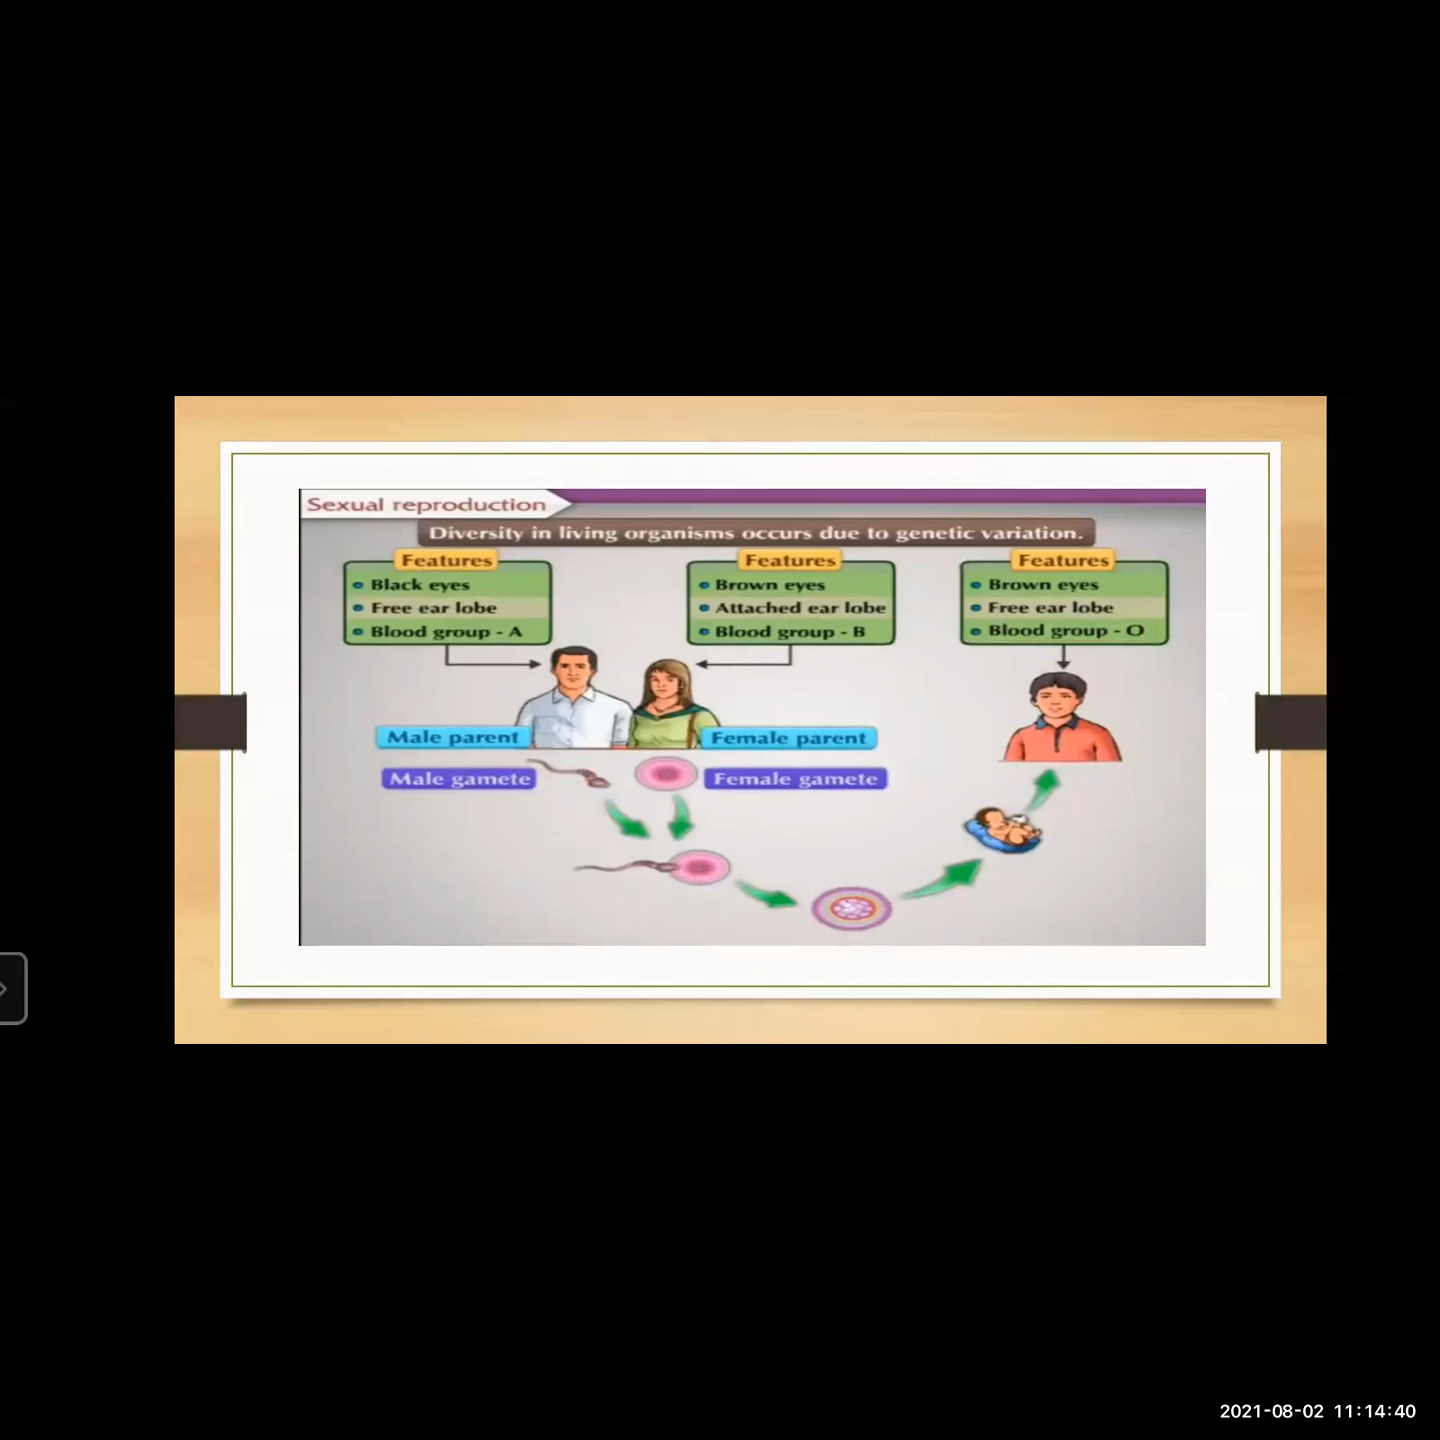 Sexual reproduction
Diversity in living organisms occurs due to genetic variation.
Features
Black eyes
Free ear lobe
Blood group - A
Features
Brown eyes
Attached ear lobe
Blood group - B
Features
Brown eyes
Free ear lobe
Blood group - O
Male parent
Female parent
Male gamete
Female gamete
2021-08-02 11:14:40